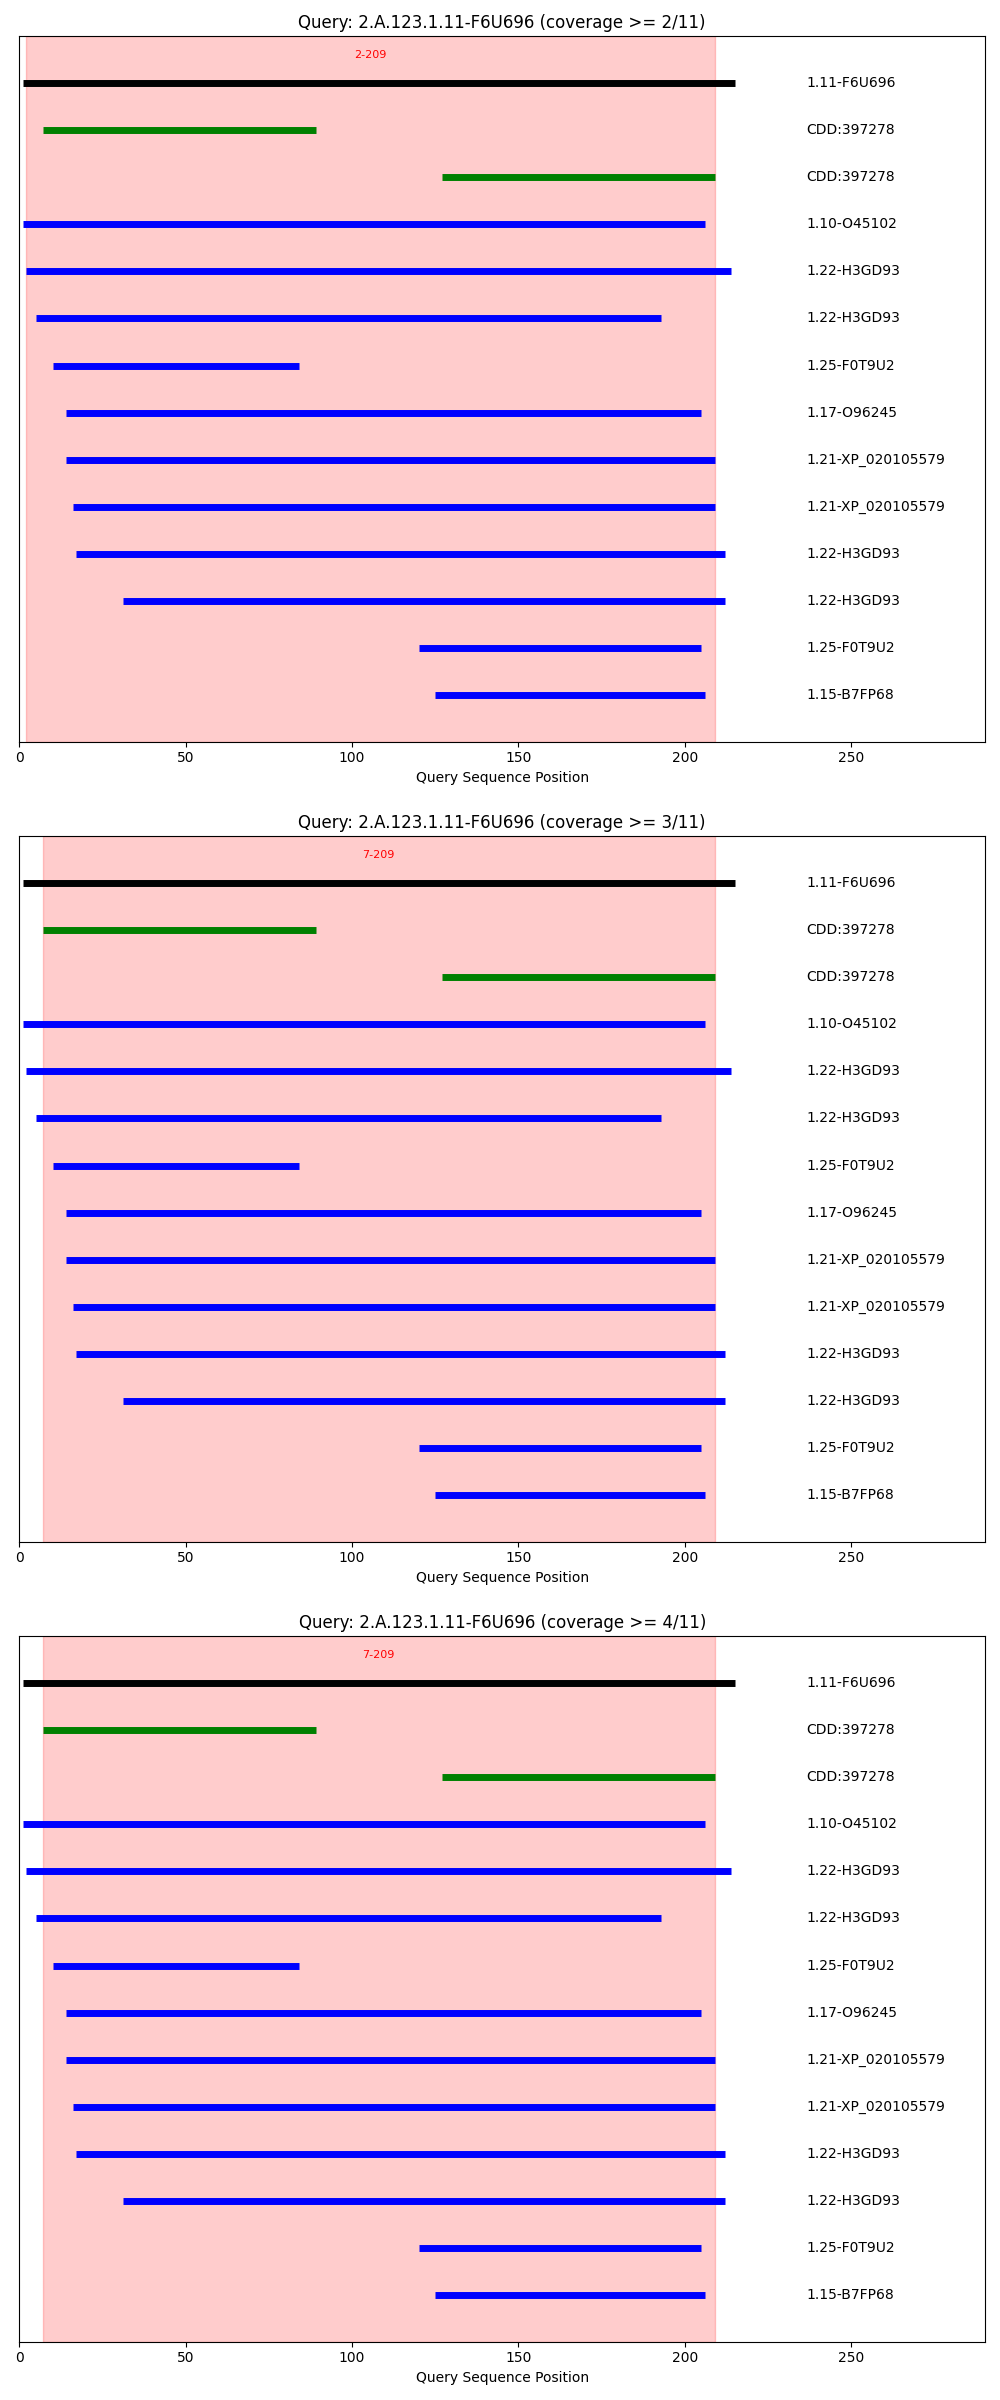 Query: 2.A.123.1.11-F6U696 (coverage >= 2/11)
2-209
1.11-F6U696
CDD:397278
CDD:397278
1.10-O45102
1.22-H3GD93
1.22-H3GD93
1.25-F0T9U2
1.17-O96245
1.21-XP_020105579
1.21-XP_020105579
1.22-H3GD93
1.22-H3GD93
1.25-F0T9U2
1.15-B7FP68
0 50 100 150 200 250
Query Sequence Position
Query: 2.A.123.1.11-F6U696 (coverage >= 3/11)
7-209
1.11-F6U696
CDD:397278
CDD:397278
1.10-O45102
1.22-H3GD93
1.22-H3GD93
1.25-F0T9U2
1.17-O96245
1.21-XP_020105579
1.21-XP_020105579
1.22-H3GD93
1.22-H3GD93
1.25-F0T9U2
1.15-B7FP68
0 50 100 150 200 250
Query Sequence Position
Query: 2.A.123.1.11-F6U696 (coverage >= 4/11)
7-209
1.11-F6U696
CDD:397278
CDD:397278
1.10-O45102
1.22-H3GD93
1.22-H3GD93
1.25-F0T9U2
1.17-O96245
1.21-XP_020105579
1.21-XP_020105579
1.22-H3GD93
1.22-H3GD93
1.25-F0T9U2
1.15-B7FP68
0 50 100 150 200 250
Query Sequence Position